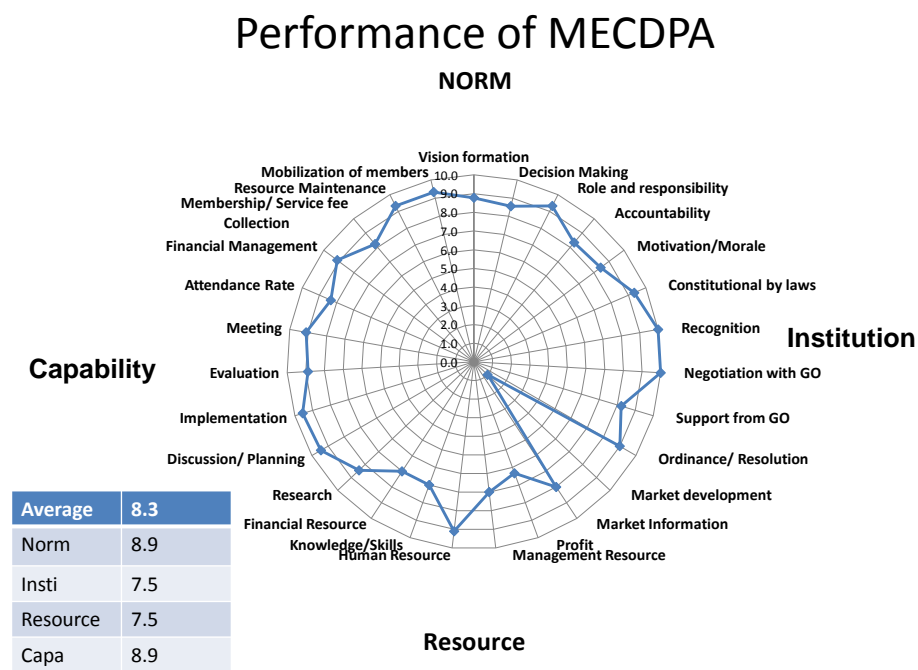 Performance of MECDPA
NORM
Vision formation
Mobilization of members
Decision Making
Resource Maintenance
Role and responsibility
Membership/ Service fee
Collection
Accountability
Financial Management
Motivation/Morale
Attendance Rate
Constitutional by laws
Meeting
Recognition
Institution
Capability
Evaluation
Negotiation with GO
Implementation
Support from GO
Discussion/ Planning
Ordinance/ Resolution
Research
Market development
Financial Resource
Market Information
Knowledge/Skills
Profit
Human Resource
Management Resource
10.0
9.0
8.0
7.0
6.0
5.0
4.0
3.0
2.0
1.0
0.0
Average 8.3
Norm 8.9
Insti 7.5
Resource 7.5
Capa 8.9
Resource